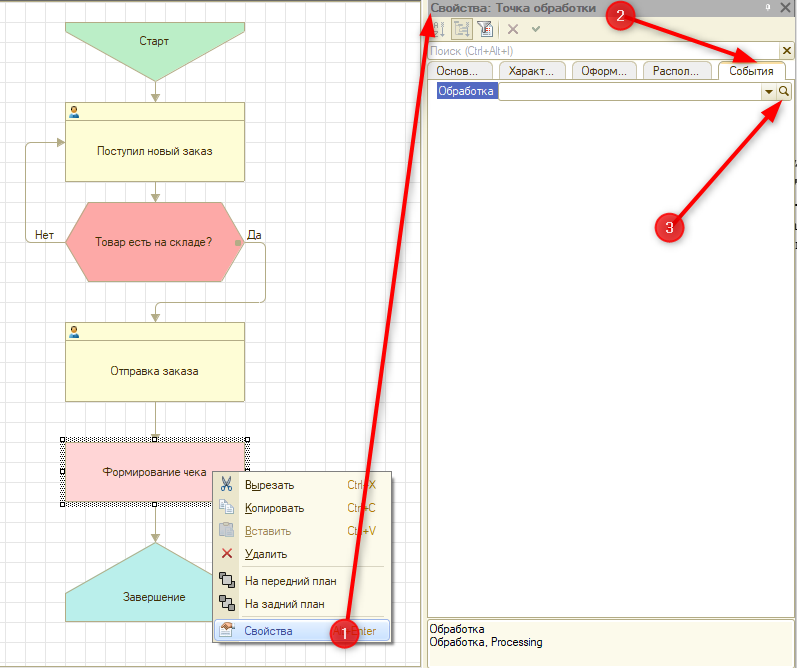 Старт
Поступил новый заказ
Нет
Товар есть на складе?
Да
Отправка заказа
Формирование чека
Завершение
Вырезать Ctrl+X
Копировать Ctrl+C
Вставить Ctrl+V
Удалить
На передний план
На задний план
Свойства 1 Enter
Свойства: Точка обработки
2
Поиск (Ctrl+Alt+I)
Основ... Характ... Оформ... Распол... События
Обработка
3
Обработка
Обработка, Processing